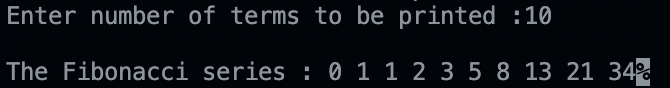 Enter number of terms to be printed :10
The Fibonacci series : 0 1 1 2 3 5 8 13 21 34%